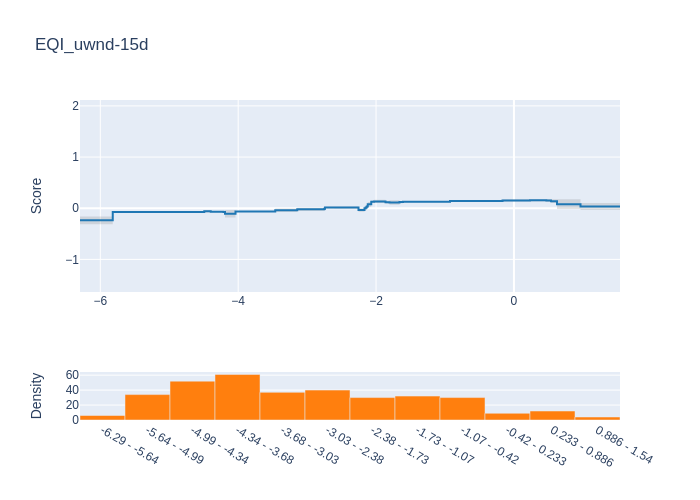 EQI_uwnd-15d
Score
2
1
0
−1
−6
−4
−2
0
Density
60
40
20
0
-6.29 - -5.64
-5.64 - -4.99
-4.99 - -4.34
-4.34 - -3.68
-3.68 - -3.03
-3.03 - -2.38
-2.38 - -1.73
-1.73 - -1.07
-1.07 - -0.42
-0.42 - 0.233
0.233 - 0.886
0.886 - 1.54